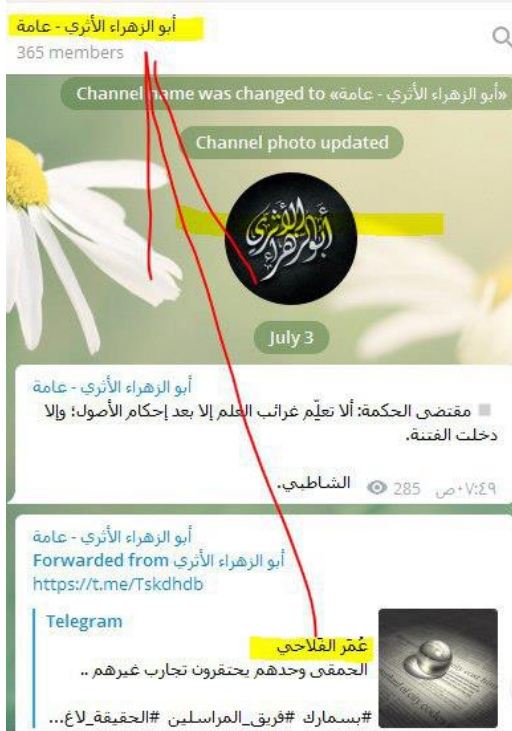 أبو الزهراء الأثري - عامة
365 members
Channel name was changed to «أبو الزهراء الأثري - عامة»
Channel photo updated
أبو الزهراء الأثري
July 3
أبو الزهراء الأثري - عامة
مقتضى الحكمة: ألا تعلّم غرائب العلم إلا بعد إحكام الأصول؛ وإلا
دخلت الفتنة.
الشاطبي.
285 ٠٧:٤٩ص
أبو الزهراء الأثري - عامة
Forwarded from أبو الزهراء الأثري
https://t.me/Tskdhdb
Telegram
عُمَر الفَلاحي
الحمقى وحدهم يحتقرون تجارب غيرهم ..
#بسمارك #فريق_المراسلين #الحقيقة_لاغ...